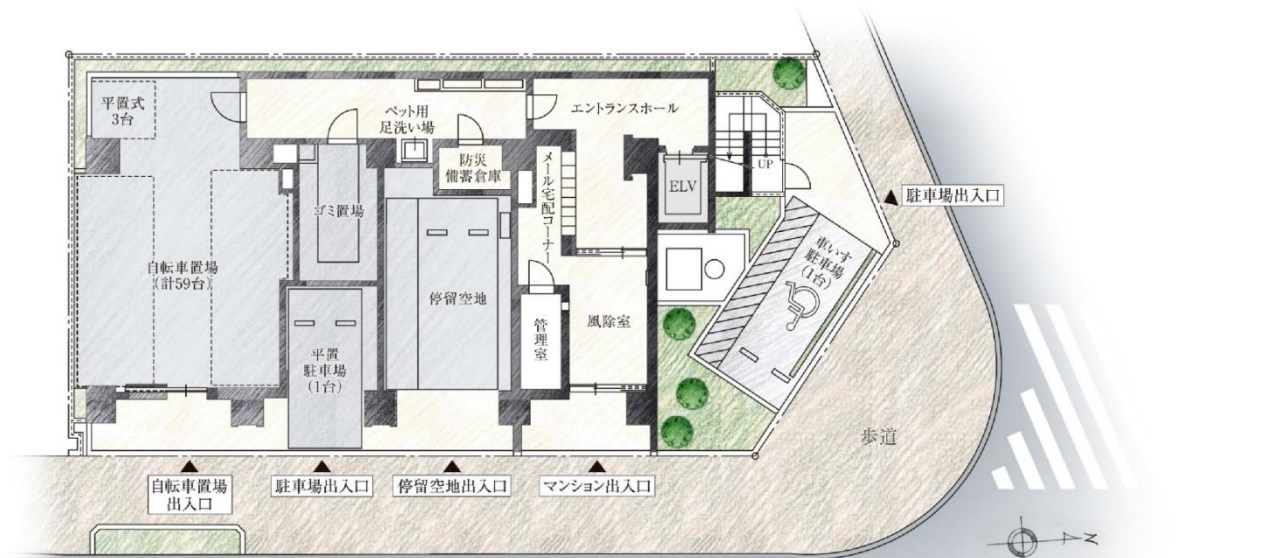 平置式
3台
ペット用
足洗い場
エントランスホール
防災
備蓄倉庫
メール宅配コーナー
ELV
UP
駐車場出入口
ゴミ置場
車いす
駐車場
(1台)
自転車置場
(計59台)
停留空地
風除室
管理室
平置
駐車場
(1台)
歩道
自転車置場
出入口
駐車場出入口
停留空地出入口
マンション出入口
N